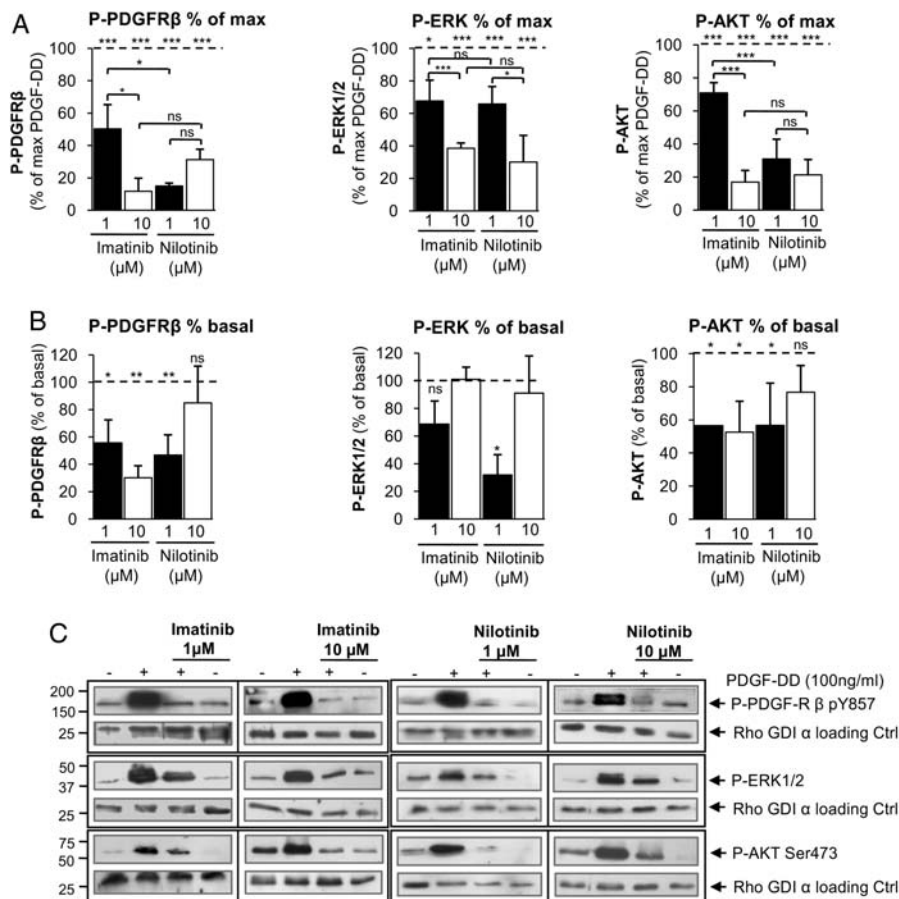 A
P-PDGFRβ % of max
P-PDGFRβ
(% of max PDGF-DD)
100
80
60
40
20
0
*** *** *** ***
*
*
ns
ns
1 10 1 10
Imatinib Nilotinib
(µM) (µM)
P-ERK % of max
P-ERK1/2
(% of max PDGF-DD)
100
80
60
40
20
0
* *** *** ***
ns
ns
***
*
1 10 1 10
Imatinib Nilotinib
(µM) (µM)
P-AKT % of max
P-AKT
(% of max PDGF-DD)
100
80
60
40
20
0
*** *** *** ***
***
***
ns
ns
1 10 1 10
Imatinib Nilotinib
(µM) (µM)
B
P-PDGFRβ % basal
P-PDGFRβ (% of basal)
120
100
80
60
40
20
0
* ** ** ns
1 10 1 10
Imatinib Nilotinib
(µM) (µM)
P-ERK % of basal
P-ERK1/2 (% of basal)
120
100
80
60
40
20
0
ns
*
1 10 1 10
Imatinib Nilotinib
(µM) (µM)
P-AKT % of basal
P-AKT (% of basal)
100
80
60
40
20
0
* * * ns
1 10 1 10
Imatinib Nilotinib
(µM) (µM)
C
Imatinib Imatinib Nilotinib Nilotinib
1µM 10 µM 1 µM 10 µM
- + + - - + + - - + + - - + + - PDGF-DD (100ng/ml)
200
150
P-PDGF-R β pY857
25 Rho GDI α loading Ctrl
50
37
P-ERK1/2
25 Rho GDI α loading Ctrl
75
50
P-AKT Ser473
25 Rho GDI α loading Ctrl